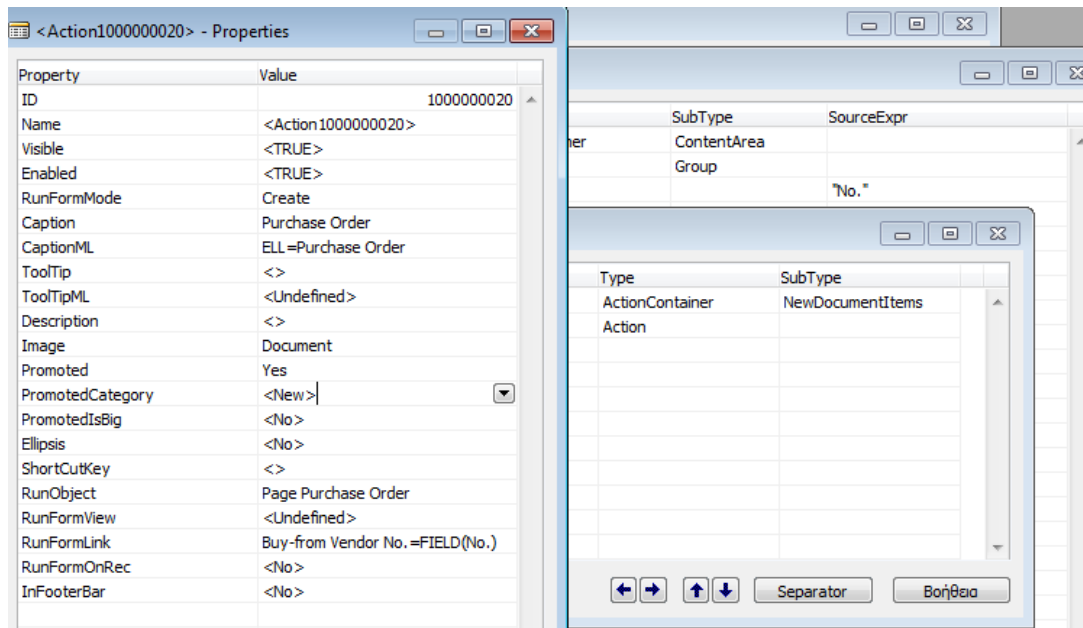 <Action1000000020> - Properties
Property Value
ID 1000000020
Name <Action1000000020>
Visible <TRUE>
Enabled <TRUE>
RunFormMode Create
Caption Purchase Order
CaptionML ELL=Purchase Order
ToolTip <>
ToolTipML <Undefined>
Description <>
Image Document
Promoted Yes
PromotedCategory <New>
PromotedIsBig <No>
Ellipsis <No>
ShortCutKey <>
RunObject Page Purchase Order
RunFormView <Undefined>
RunFormLink Buy-from Vendor No.=FIELD(No.)
RunFormOnRec <No>
InFooterBar <No>
SubType SourceExpr
ner ContentArea
Group
"No."
Type SubType
ActionContainer NewDocumentItems
Action
Separator Βοήθεια